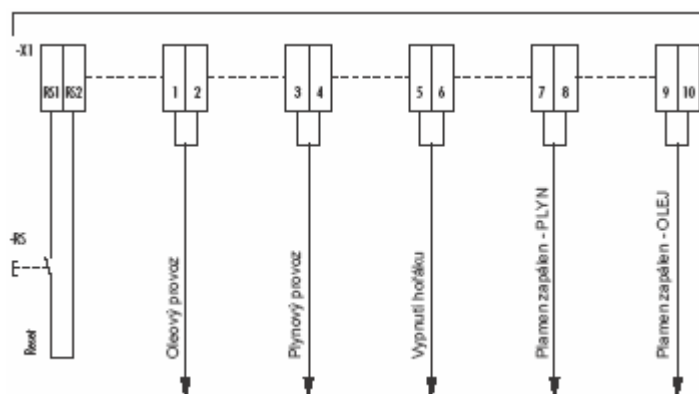 -X1
RS1 RS2 1 2 3 4 5 6 7 8 9 10
-RS
Reset
Oleový provoz
Plynový provoz
Vypnutí hořáku
Plamen zapálen - PLYN
Plamen zapálen - OLEJ